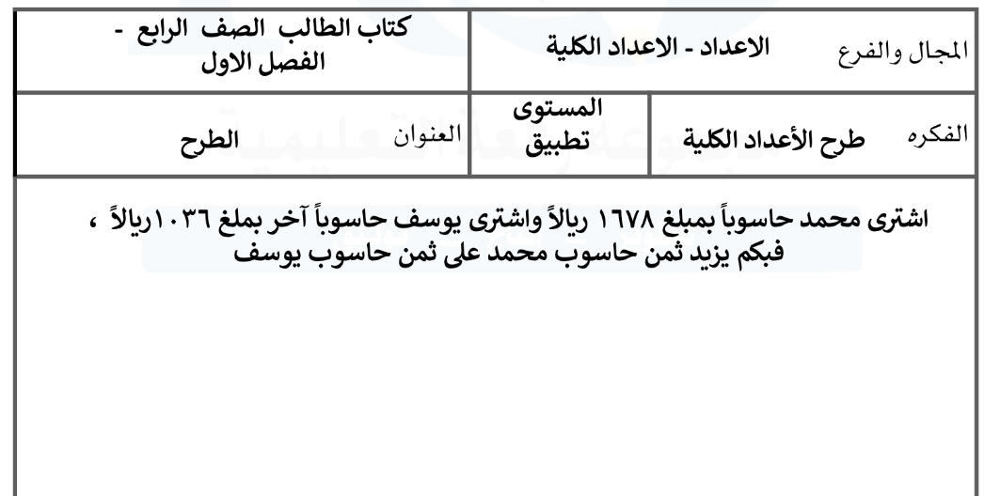 المجال والفرع
الاعداد - الاعداد الكلية
كتاب الطالب الصف الرابع -
الفصل الاول
الفكره
طرح الأعداد الكلية
المستوى
تطبيق
العنوان
الطرح
اشترى محمد حاسوباً بمبلغ ١٦٧٨ ريالاً واشترى يوسف حاسوباً آخر بملغ ١٠٣٦ريالاً ،
فبكم يزيد ثمن حاسوب محمد على ثمن حاسوب يوسف